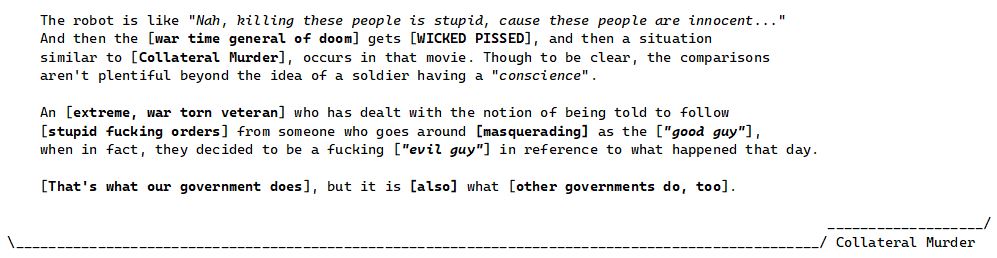 The robot is like "Nah, killing these people is stupid, cause these people are innocent..."
And then the [war time general of doom] gets [WICKED PISSED], and then a situation
similar to [Collateral Murder], occurs in that movie. Though to be clear, the comparisons
aren't plentiful beyond the idea of a soldier having a "conscience".

An [extreme, war torn veteran] who has dealt with the notion of being told to follow
[stupid fucking orders] from someone who goes around [masquerading] as the ["good guy"],
when in fact, they decided to be a fucking ["evil guy"] in reference to what happened that day.

[That's what our government does], but it is [also] what [other governments do, too].

___________________/
\___________________________________________________________________________________________________/ Collateral Murder